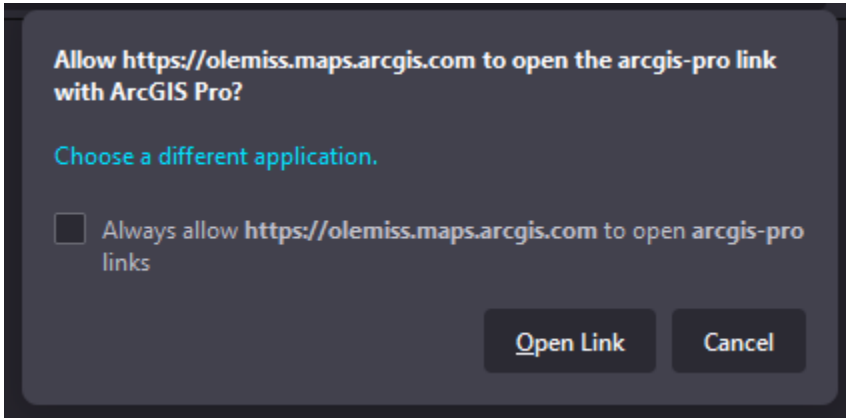 Allow https://olemiss.maps.arcgis.com to open the arcgis-pro link
with ArcGIS Pro?
Choose a different application.
Always allow https://olemiss.maps.arcgis.com to open arcgis-pro
links
Open Link
Cancel